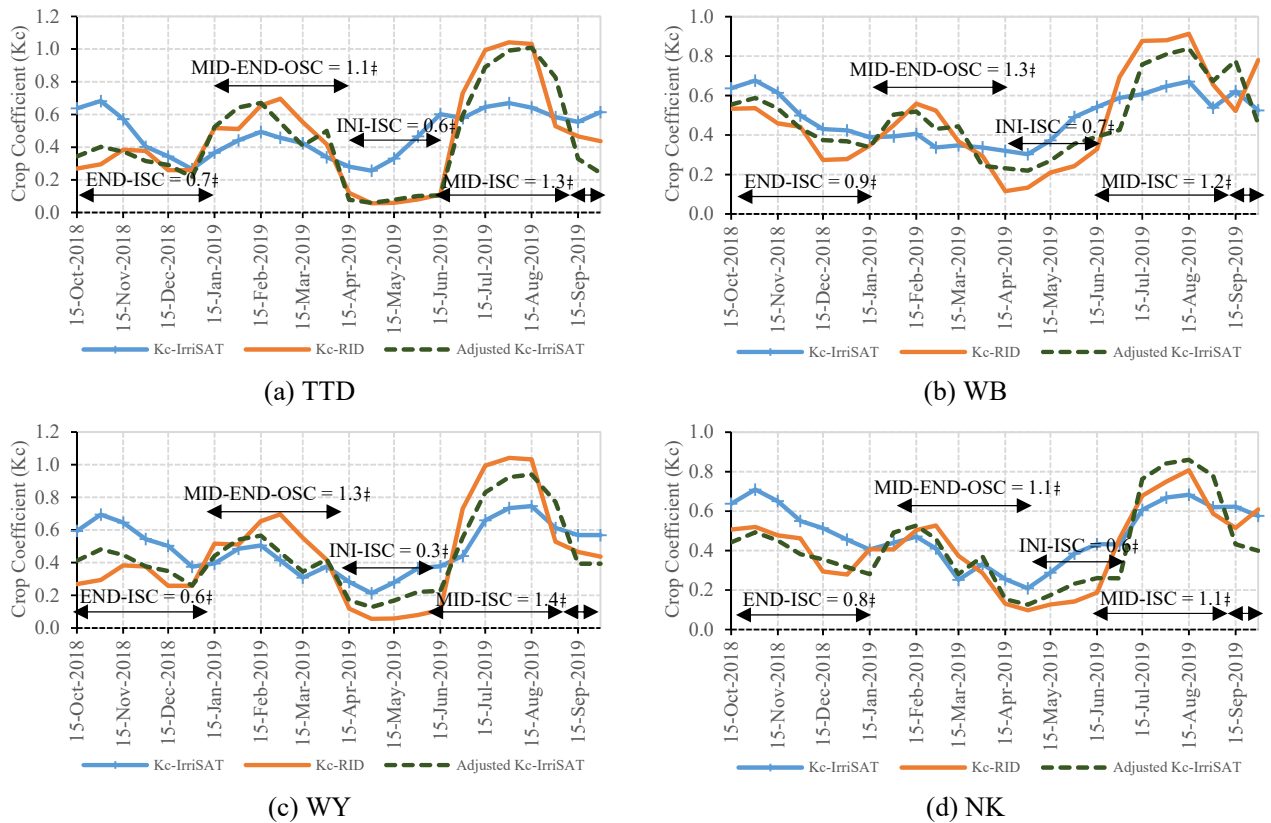 Crop Coefficient (Kc)
1.2
1.0
0.8
0.6
0.4
0.2
0.0
MID-END-OSC = 1.1‡
INI-ISC = 0.6‡
END-ISC = 0.7‡
MID-ISC = 1.3‡
15-Oct-2018
15-Nov-2018
15-Dec-2018
15-Jan-2019
15-Feb-2019
15-Mar-2019
15-Apr-2019
15-May-2019
15-Jun-2019
15-Jul-2019
15-Aug-2019
15-Sep-2019
Kc-IrriSAT Kc-RID Adjusted Kc-IrriSAT
(a) TTD
Crop Coefficient (Kc)
1.0
0.8
0.6
0.4
0.2
0.0
MID-END-OSC = 1.3‡
INI-ISC = 0.7‡
END-ISC = 0.9‡
MID-ISC = 1.2‡
15-Oct-2018
15-Nov-2018
15-Dec-2018
15-Jan-2019
15-Feb-2019
15-Mar-2019
15-Apr-2019
15-May-2019
15-Jun-2019
15-Jul-2019
15-Aug-2019
15-Sep-2019
Kc-IrriSAT Kc-RID Adjusted Kc-IrriSAT
(b) WB
Crop Coefficient (Kc)
1.2
1.0
0.8
0.6
0.4
0.2
0.0
MID-END-OSC = 1.3‡
INI-ISC = 0.3‡
END-ISC = 0.6‡
MID-ISC = 1.4‡
15-Oct-2018
15-Nov-2018
15-Dec-2018
15-Jan-2019
15-Feb-2019
15-Mar-2019
15-Apr-2019
15-May-2019
15-Jun-2019
15-Jul-2019
15-Aug-2019
15-Sep-2019
Kc-IrriSAT Kc-RID Adjusted Kc-IrriSAT
(c) WY
Crop Coefficient (Kc)
1.0
0.8
0.6
0.4
0.2
0.0
MID-END-OSC = 1.1‡
INI-ISC = 0.6‡
END-ISC = 0.8‡
MID-ISC = 1.1‡
15-Oct-2018
15-Nov-2018
15-Dec-2018
15-Jan-2019
15-Feb-2019
15-Mar-2019
15-Apr-2019
15-May-2019
15-Jun-2019
15-Jul-2019
15-Aug-2019
15-Sep-2019
Kc-IrriSAT Kc-RID Adjusted Kc-IrriSAT
(d) NK